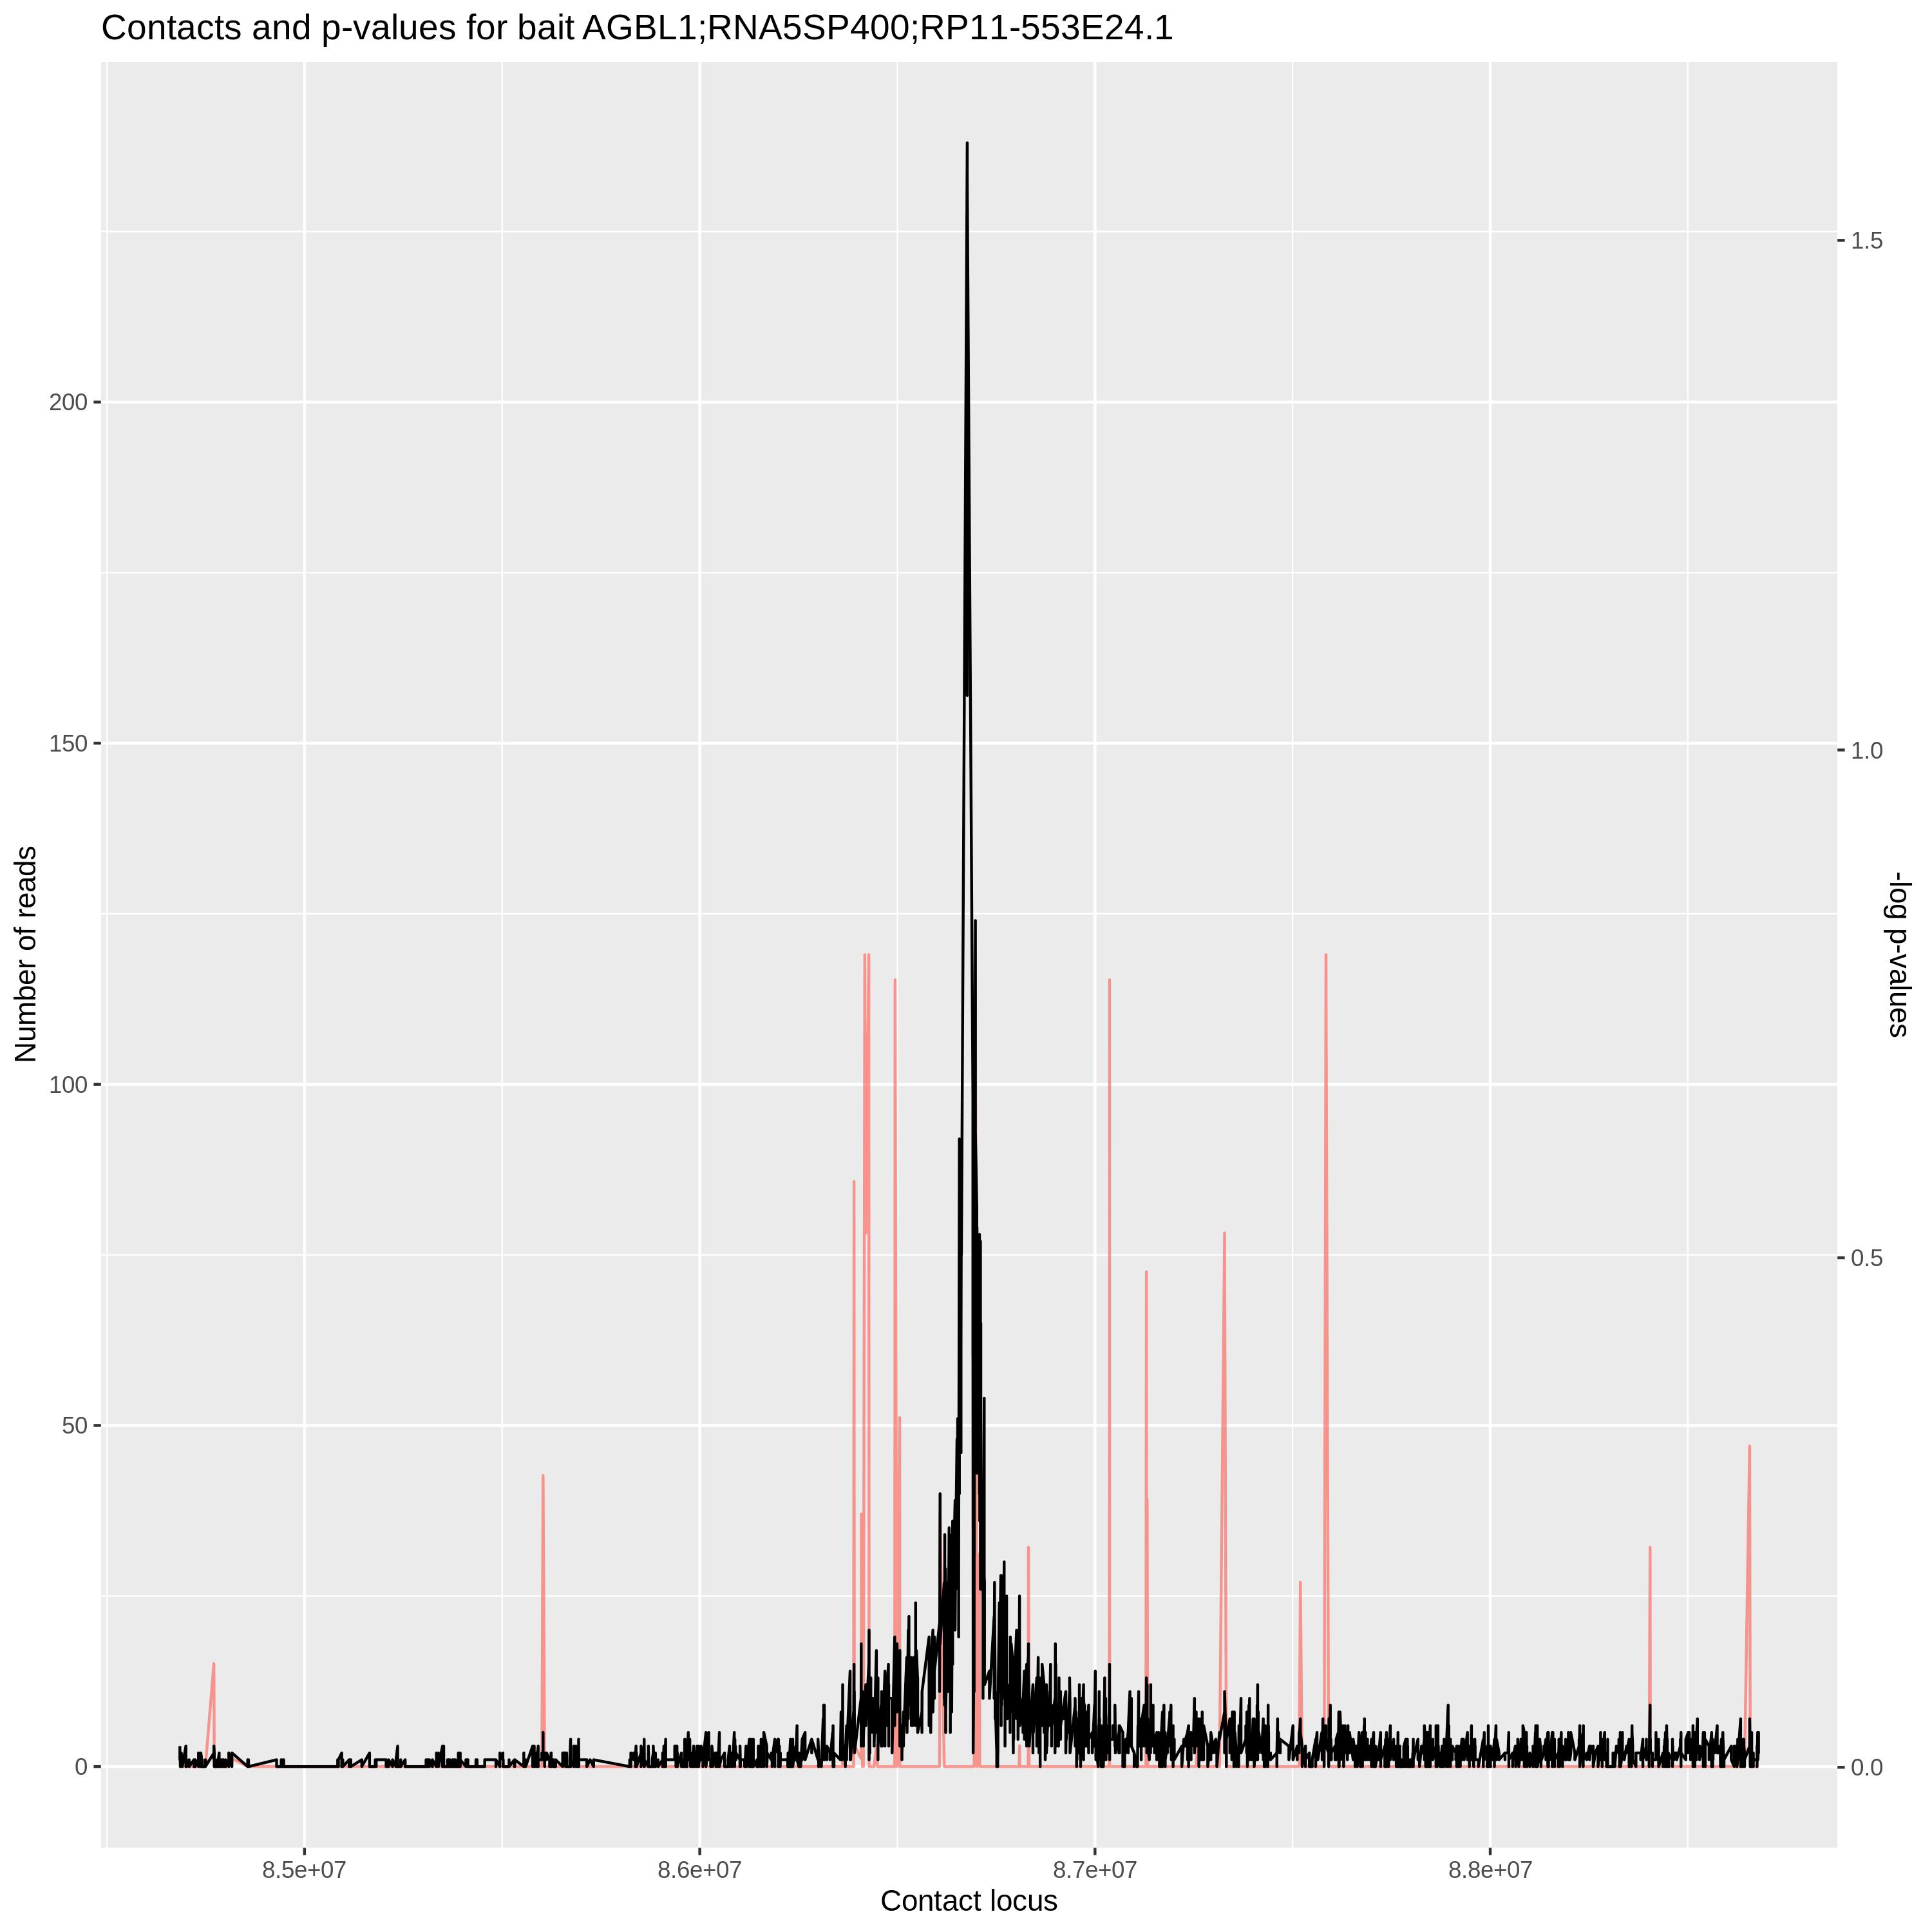 Contacts and p-values for bait AGBL1;RNA5SP400;RP11-553E24.1
200
150
100
50
0
Number of reads
1.5
1.0
0.5
0.0
-log p-values
8.5e+07
8.6e+07
8.7e+07
8.8e+07
Contact locus